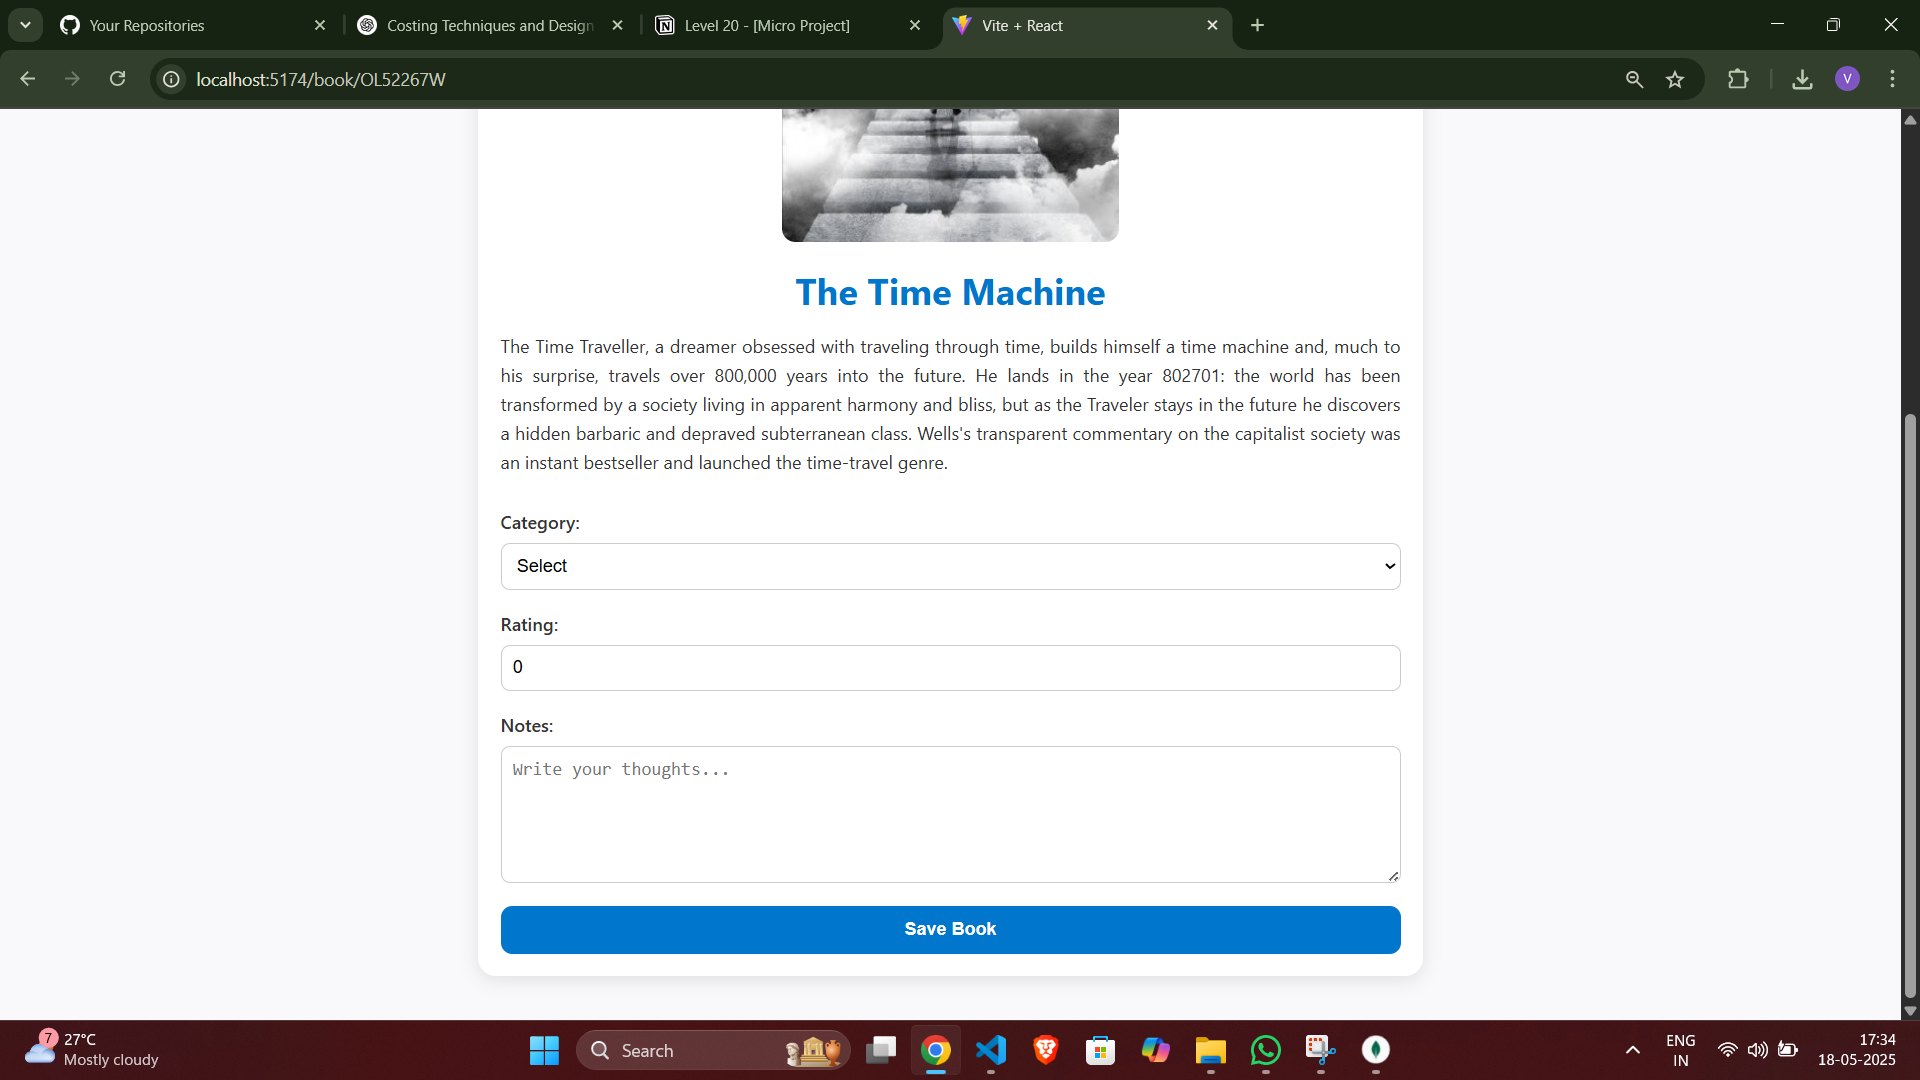 Your Repositories
Costing Techniques and Design
Level 20 - [Micro Project]
Vite + React
localhost:5174/book/OL52267W
V
The Time Machine
The Time Traveller, a dreamer obsessed with traveling through time, builds himself a time machine and, much to
his surprise, travels over 800,000 years into the future. He lands in the year 802701: the world has been
transformed by a society living in apparent harmony and bliss, but as the Traveler stays in the future he discovers
a hidden barbaric and depraved subterranean class. Wells's transparent commentary on the capitalist society was
an instant bestseller and launched the time-travel genre.
Category:
Select
Rating:
0
Notes:
Write your thoughts...
Save Book
7
27°C
Mostly cloudy
Search
ENG
IN
17:34
18-05-2025